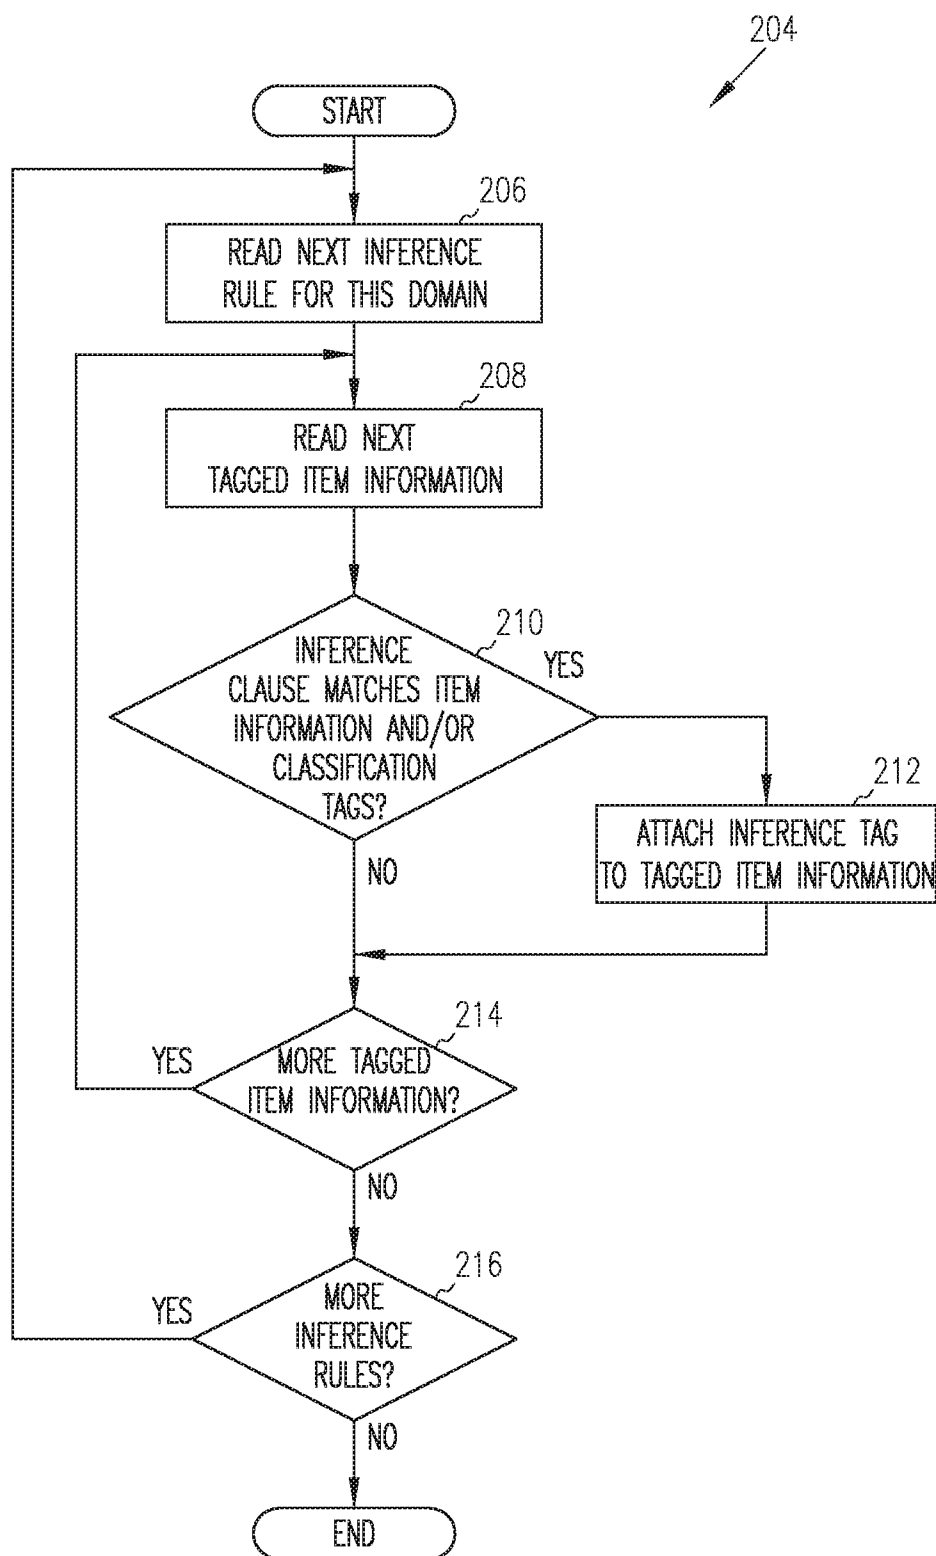 204
START
206
READ NEXT INFERENCE
RULE FOR THIS DOMAIN
208
READ NEXT
TAGGED ITEM INFORMATION
210
INFERENCE
CLAUSE MATCHES ITEM
INFORMATION AND/OR
CLASSIFICATION
TAGS?
YES
212
ATTACH INFERENCE TAG
TO TAGGED ITEM INFORMATION
NO
214
YES
MORE TAGGED
ITEM INFORMATION?
NO
216
YES
MORE
INFERENCE
RULES?
NO
END